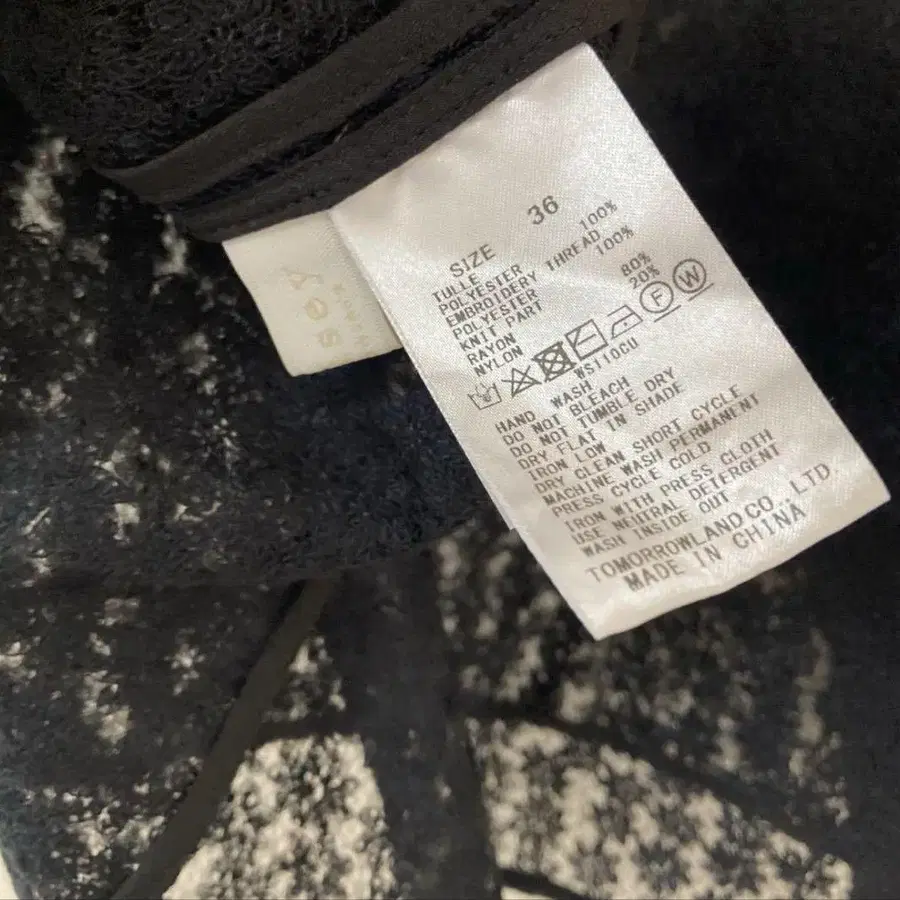 SIZE 36
TULLE
POLYESTER 100%
EMBROIDERY THREAD
POLYESTER 100%
KNIT PART
RAYON 80%
NYLON 20%
F W
WSTIOCU
HAND WASH
DO NOT BLEACH
DO NOT TUMBLE DRY
DRY FLAT IN SHADE
IRON LOW
DRY CLEAN SHORT CYCLE
MACHINE WASH PERMANENT
PRESS CYCLE COLD
IRON WITH PRESS CLOTH
USE NEUTRAL DETERGENT
WASH INSIDE OUT
TOMORROWLAND CO., LTD.
MADE IN CHINA